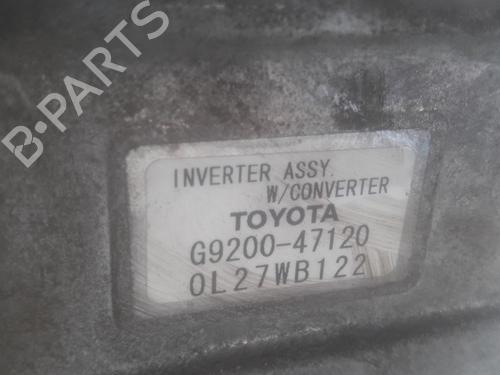 B-PARTS
INVERTER ASSY.
W/CONVERTER
TOYOTA
G9200-47120
0L27WB122